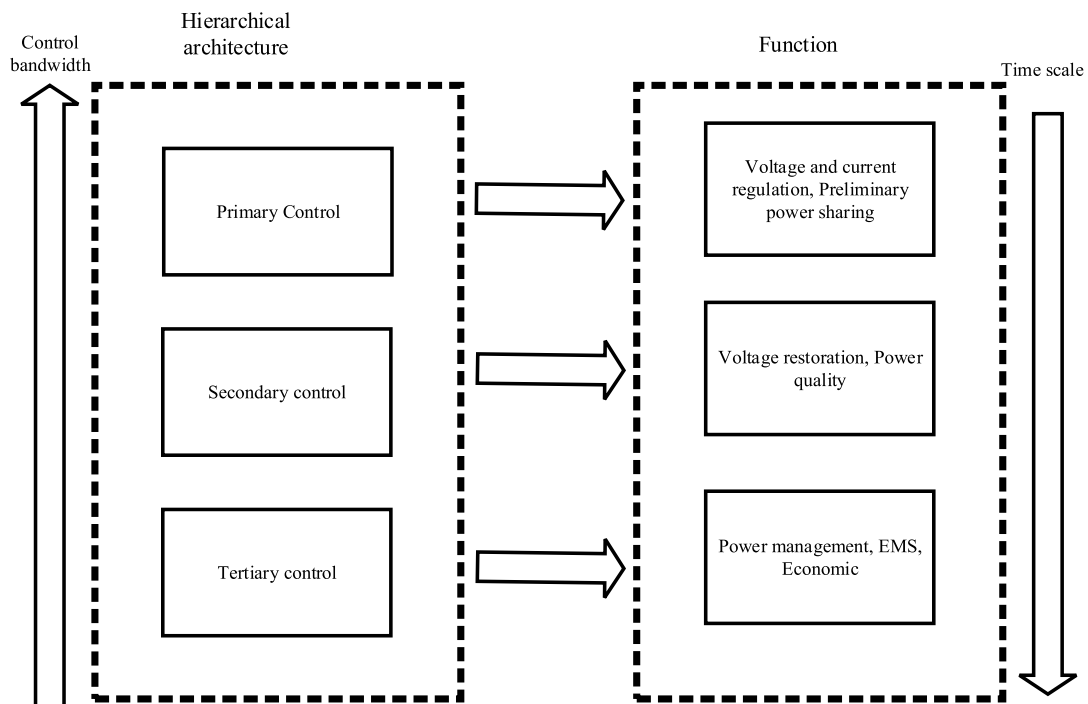 Hierarchical
architecture
Control
bandwidth
Function
Time scale
Primary Control
Voltage and current
regulation, Preliminary
power sharing
Secondary control
Voltage restoration, Power
quality
Tertiary control
Power management, EMS,
Economic